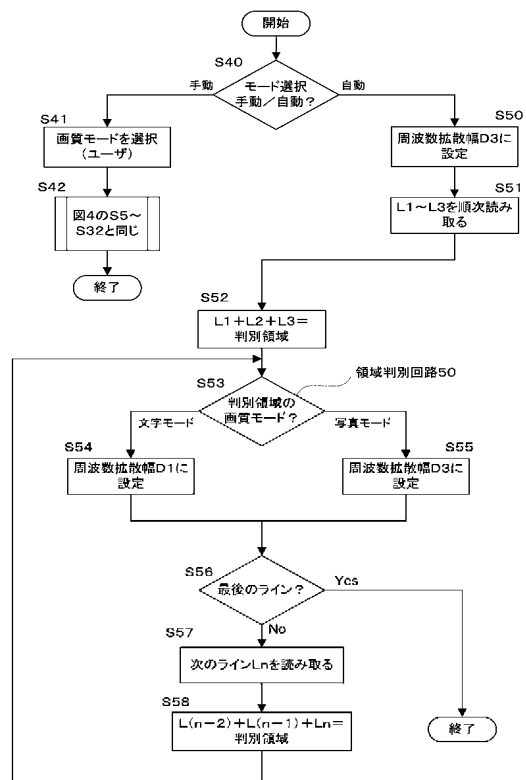 開始
S40
モード選択
手動／自動？
手動
自動
S41
画質モードを選択
(ユーザ)
S42
図4のS5～
S32と同じ
終了
S50
周波数拡散幅D3に
設定
S51
L1～L3を順次読み
取る
S52
L1＋L2＋L3＝
判別領域
S53
判別領域の
画質モード？
領域判別回路50
文字モード
写真モード
S54
周波数拡散幅D1に
設定
S55
周波数拡散幅D3に
設定
S56
最後のライン？
Yes
No
S57
次のラインLnを読み取る
S58
L(n－2)＋L(n－1)＋Ln＝
判別領域
終了